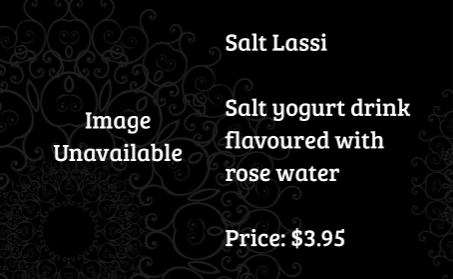 Image
Unavailable
Salt Lassi
Salt yogurt drink
flavoured with
rose water
Price: $3.95